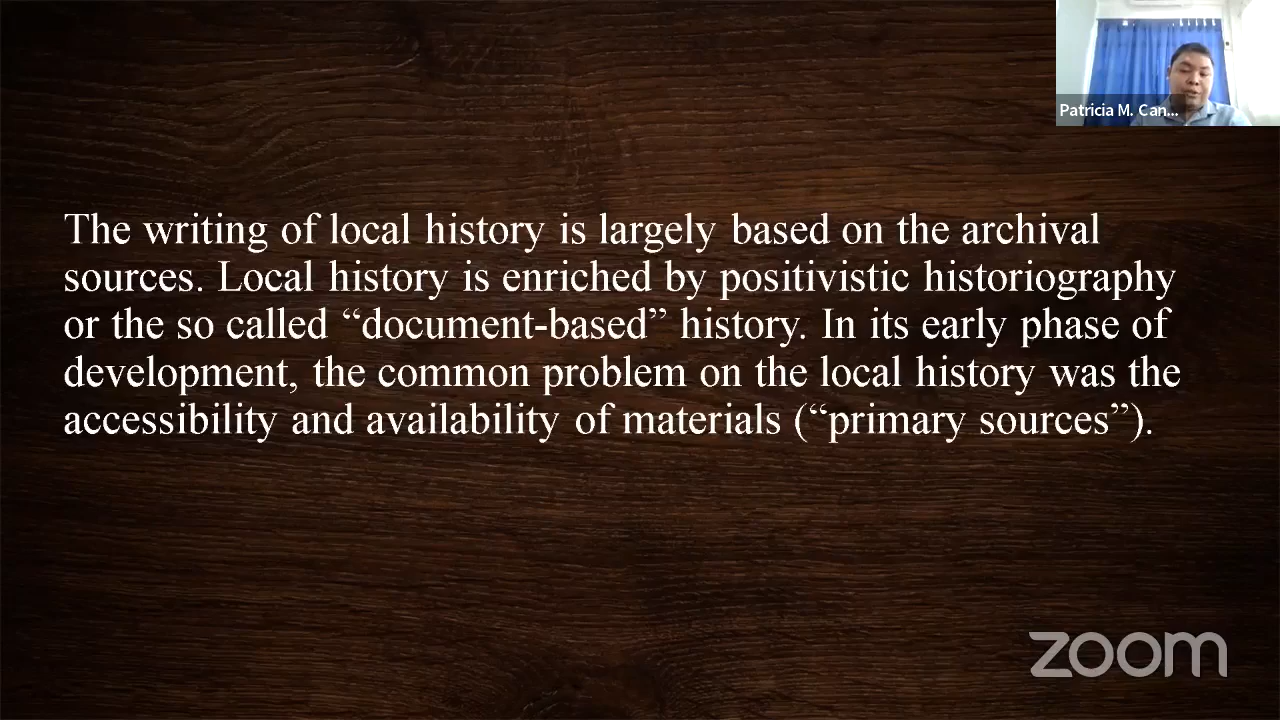 Patricia M. Can...
The writing of local history is largely based on the archival
sources. Local history is enriched by positivistic historiography
or the so called “document-based” history. In its early phase of
development, the common problem on the local history was the
accessibility and availability of materials (“primary sources”).
zoom